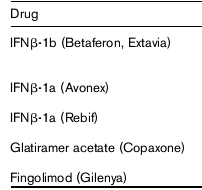 Drug
IFNβ-1b (Betaferon, Extavia)
IFNβ-1a (Avonex)
IFNβ-1a (Rebif)
Glatiramer acetate (Copaxone)
Fingolimod (Gilenya)